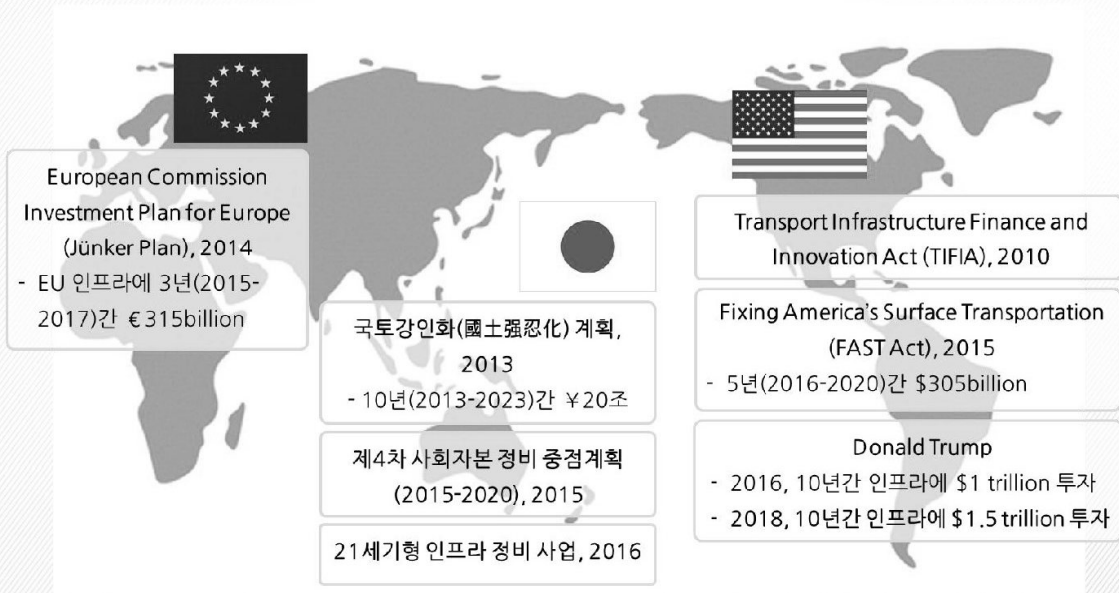 European Commission
Investment Plan for Europe
(Jünker Plan), 2014
- EU 인프라에 3년(2015-
2017)간 €315billion
국토강인화(國土强忍化) 계획,
2013
- 10년(2013-2023)간 ￥20조
제4차 사회자본 정비 중점계획
(2015-2020), 2015
21세기형 인프라 정비 사업, 2016
Transport Infrastructure Finance and
Innovation Act (TIFIA), 2010
Fixing America's Surface Transportation
(FAST Act), 2015
- 5년(2016-2020)간 $305billion
Donald Trump
- 2016, 10년간 인프라에 $1 trillion 투자
- 2018, 10년간 인프라에 $1.5 trillion 투자